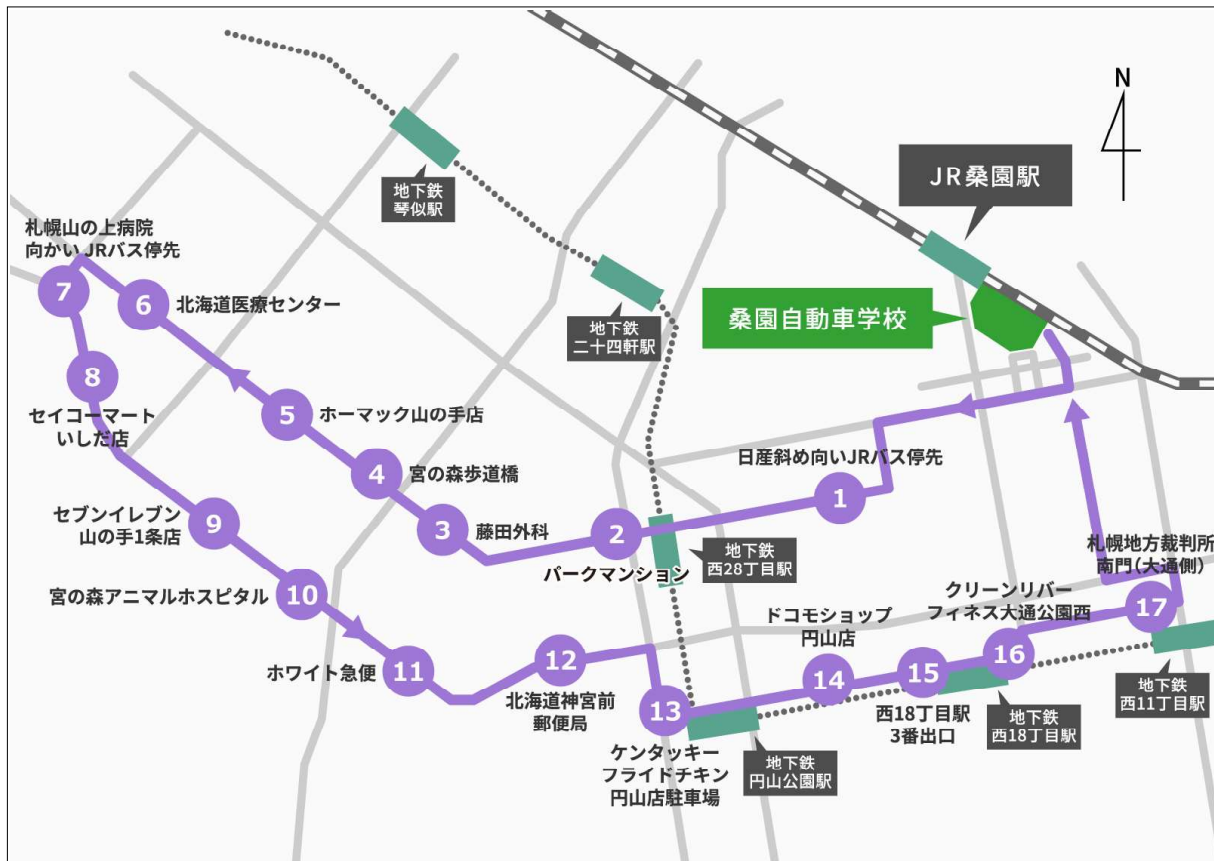 N
JR桑園駅
桑園自動車学校
地下鉄
琴似駅
地下鉄
二十四軒駅
札幌山の上病院
向かいJRバス停先
7
6
北海道医療センター
8
セイコーマート
いしだ店
5
ホーマック山の手店
4
宮の森歩道橋
3
藤田外科
2
パークマンション
地下鉄
西28丁目駅
日産斜め向いJRバス停先
1
セブンイレブン
山の手1条店
9
宮の森アニマルホスピタル
10
ホワイト急便
11
12
北海道神宮前
郵便局
13
ケンタッキー
フライドチキン
円山店駐車場
地下鉄
円山公園駅
ドコモショップ
円山店
14
15
西18丁目駅
3番出口
クリーンリバー
フィネス大通公園西
16
地下鉄
西18丁目駅
札幌地方裁判所
南門(大通側)
17
地下鉄
西11丁目駅